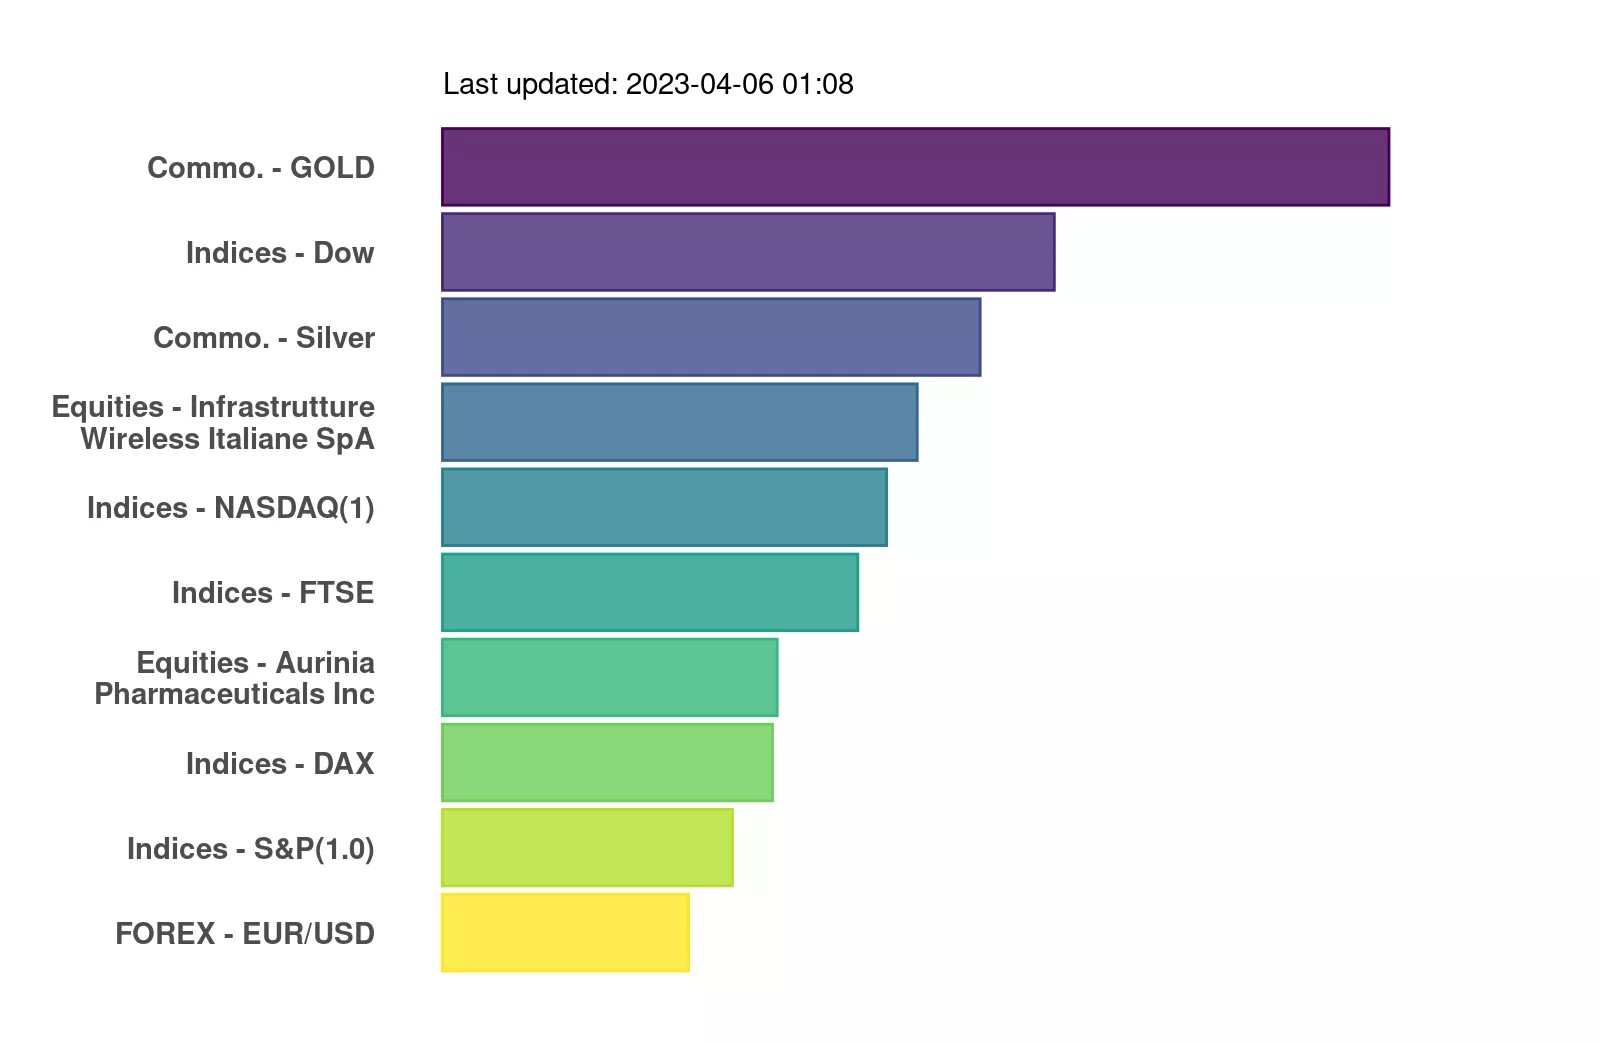 Last updated: 2023-04-06 01:08
Commo. - GOLD
Indices - Dow
Commo. - Silver
Equities - Infrastrutture
Wireless Italiane SpA
Indices - NASDAQ(1)
Indices - FTSE
Equities - Aurinia
Pharmaceuticals Inc
Indices - DAX
Indices - S&P(1.0)
FOREX - EUR/USD